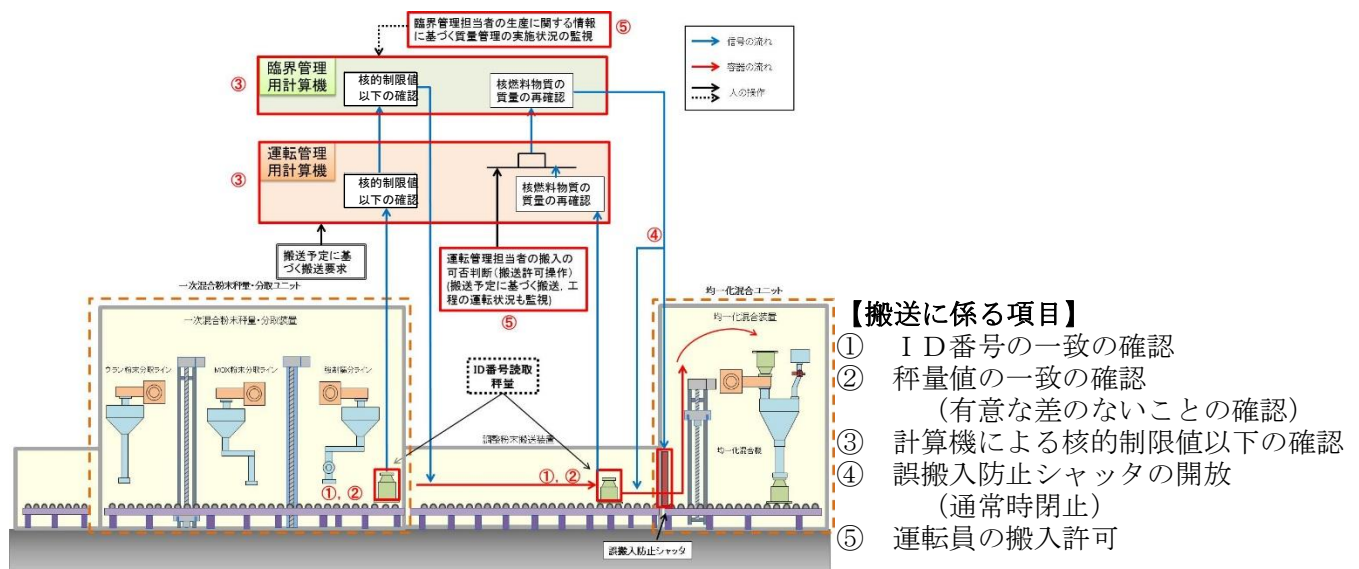 臨界管理担当者の生産に関する情報
に基づく質量管理の実施状況の監視
⑤
信号の流れ
容器の流れ
人の操作
③
臨界管理
用計算機
核的制限値
以下の確認
核燃料物質の
質量の再確認
③
運転管理
用計算機
核的制限値
以下の確認
核燃料物質の
質量の再確認
④
搬送予定に基
づく搬送要求
運転管理担当者の搬入の
可否判断(搬送許可操作)
(搬送予定に基づく搬送, 工
程の運転状況も監視)
⑤
一次混合粉末秤量・分取ユニット
一次混合粉末秤量・分取装置
ウラン粉末分取ライン
MOX粉末分取ライン
ID番号読取
秤量
調整粉末搬送装置
均一化混合ユニット
均一化混合装置
均一化混合機
①, ②
①, ②
誤搬入防止シャッタ
【搬送に係る項目】
① ID番号の一致の確認
② 秤量値の一致の確認
(有意な差のないことの確認)
③ 計算機による核的制限値以下の確認
④ 誤搬入防止シャッタの開放
(通常時閉止)
⑤ 運転員の搬入許可